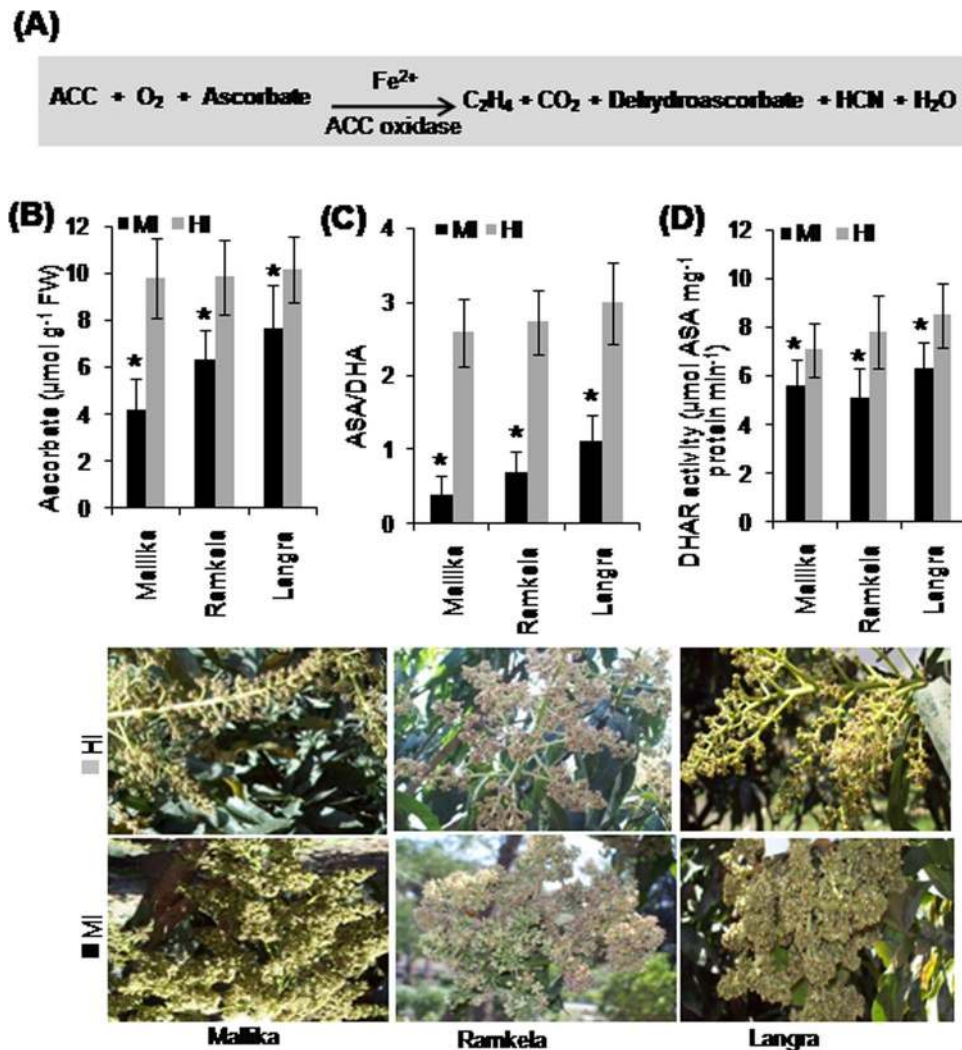 (A)
ACC + O₂ + Ascorbate Fe²⁺ ACC oxidase C₂H₄ + CO₂ + Dehydroascorbate + HCN + H₂O
(B)
MI HI
Ascorbate (µmol g⁻¹ FW)
12
10
8
6
4
2
0
* * *
Mallika
Ramkela
Langra
(C)
MI HI
ASA/DHA
4
3
2
1
0
* * *
Mallika
Ramkela
Langra
(D)
MI HI
DHAR activity (µmol ASA mg⁻¹
protein min⁻¹)
12
10
8
6
4
2
0
* * *
Mallika
Ramkela
Langra
HI
MI
Mallika Ramkela Langra